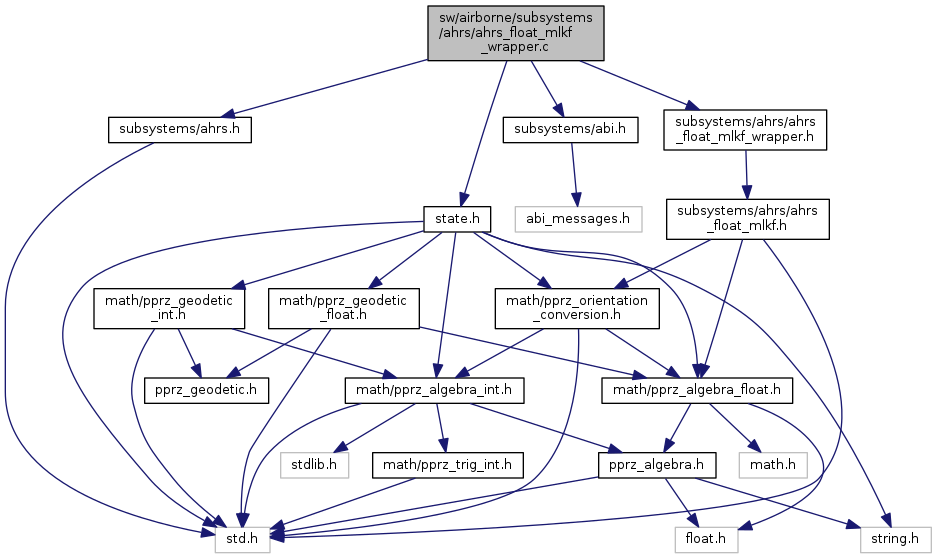 sw/airborne/subsystems
/ahrs/ahrs_float_mlkf
_wrapper.c
subsystems/ahrs.h
subsystems/abi.h
subsystems/ahrs/ahrs
_float_mlkf_wrapper.h
state.h
abi_messages.h
subsystems/ahrs/ahrs
_float_mlkf.h
math/pprz_geodetic
_int.h
math/pprz_geodetic
_float.h
math/pprz_orientation
_conversion.h
pprz_geodetic.h
math/pprz_algebra_int.h
math/pprz_algebra_float.h
stdlib.h
math/pprz_trig_int.h
pprz_algebra.h
math.h
std.h
float.h
string.h